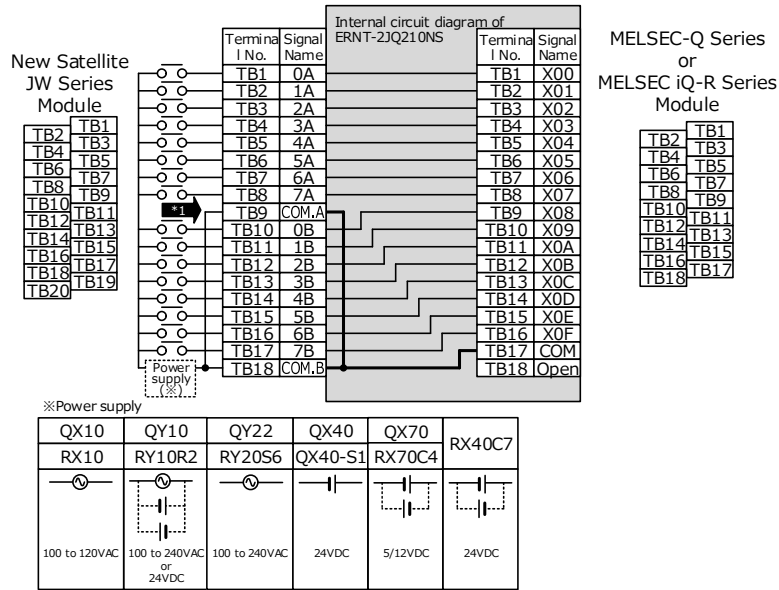 Internal circuit diagram of
ERNT-2JQ210NS
New Satellite
JW Series
Module
TB1
TB2
TB3
TB4
TB5
TB6
TB7
TB8
TB9
TB10
TB11
TB12
TB13
TB14
TB15
TB16
TB17
TB18
TB19
TB20
*1
Power
supply
(※)
Termina
l No.
Signal
Name
TB1 0A
TB2 1A
TB3 2A
TB4 3A
TB5 4A
TB6 5A
TB7 6A
TB8 7A
TB9 COM.A
TB10 0B
TB11 1B
TB12 2B
TB13 3B
TB14 4B
TB15 5B
TB16 6B
TB17 7B
TB18 COM.B
Termina
l No.
Signal
Name
TB1 X00
TB2 X01
TB3 X02
TB4 X03
TB5 X04
TB6 X05
TB7 X06
TB8 X07
TB9 X08
TB10 X09
TB11 X0A
TB12 X0B
TB13 X0C
TB14 X0D
TB15 X0E
TB16 X0F
TB17 COM
TB18 Open
MELSEC-Q Series
or
MELSEC iQ-R Series
Module
TB1
TB2
TB3
TB4
TB5
TB6
TB7
TB8
TB9
TB10
TB11
TB12
TB13
TB14
TB15
TB16
TB17
TB18
※Power supply
QX10 QY10 QY22 QX40 QX70 RX40C7
RX10 RY10R2 RY20S6 QX40-S1 RX70C4
100 to 120VAC
100 to 240VAC
or
24VDC
100 to 240VAC
24VDC
5/12VDC
24VDC